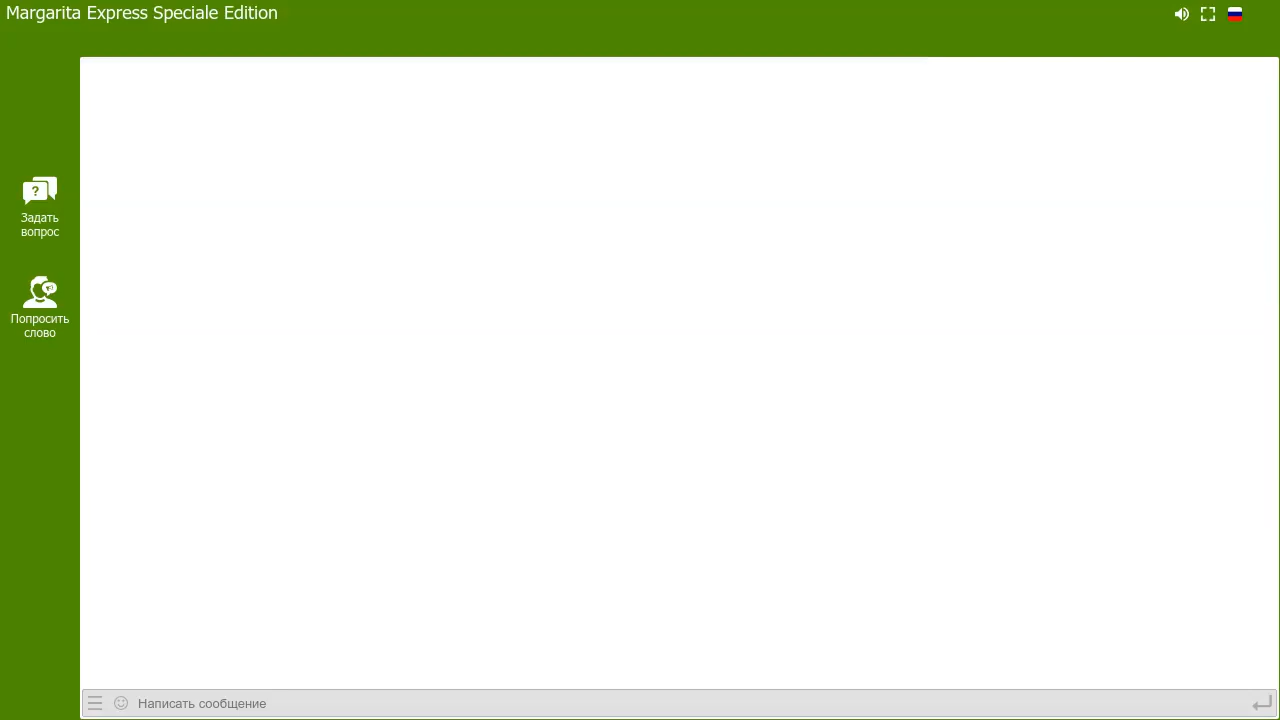 Margarita Express Speciale Edition
?
Задать
вопрос
Попросить
слово
Написать сообщение